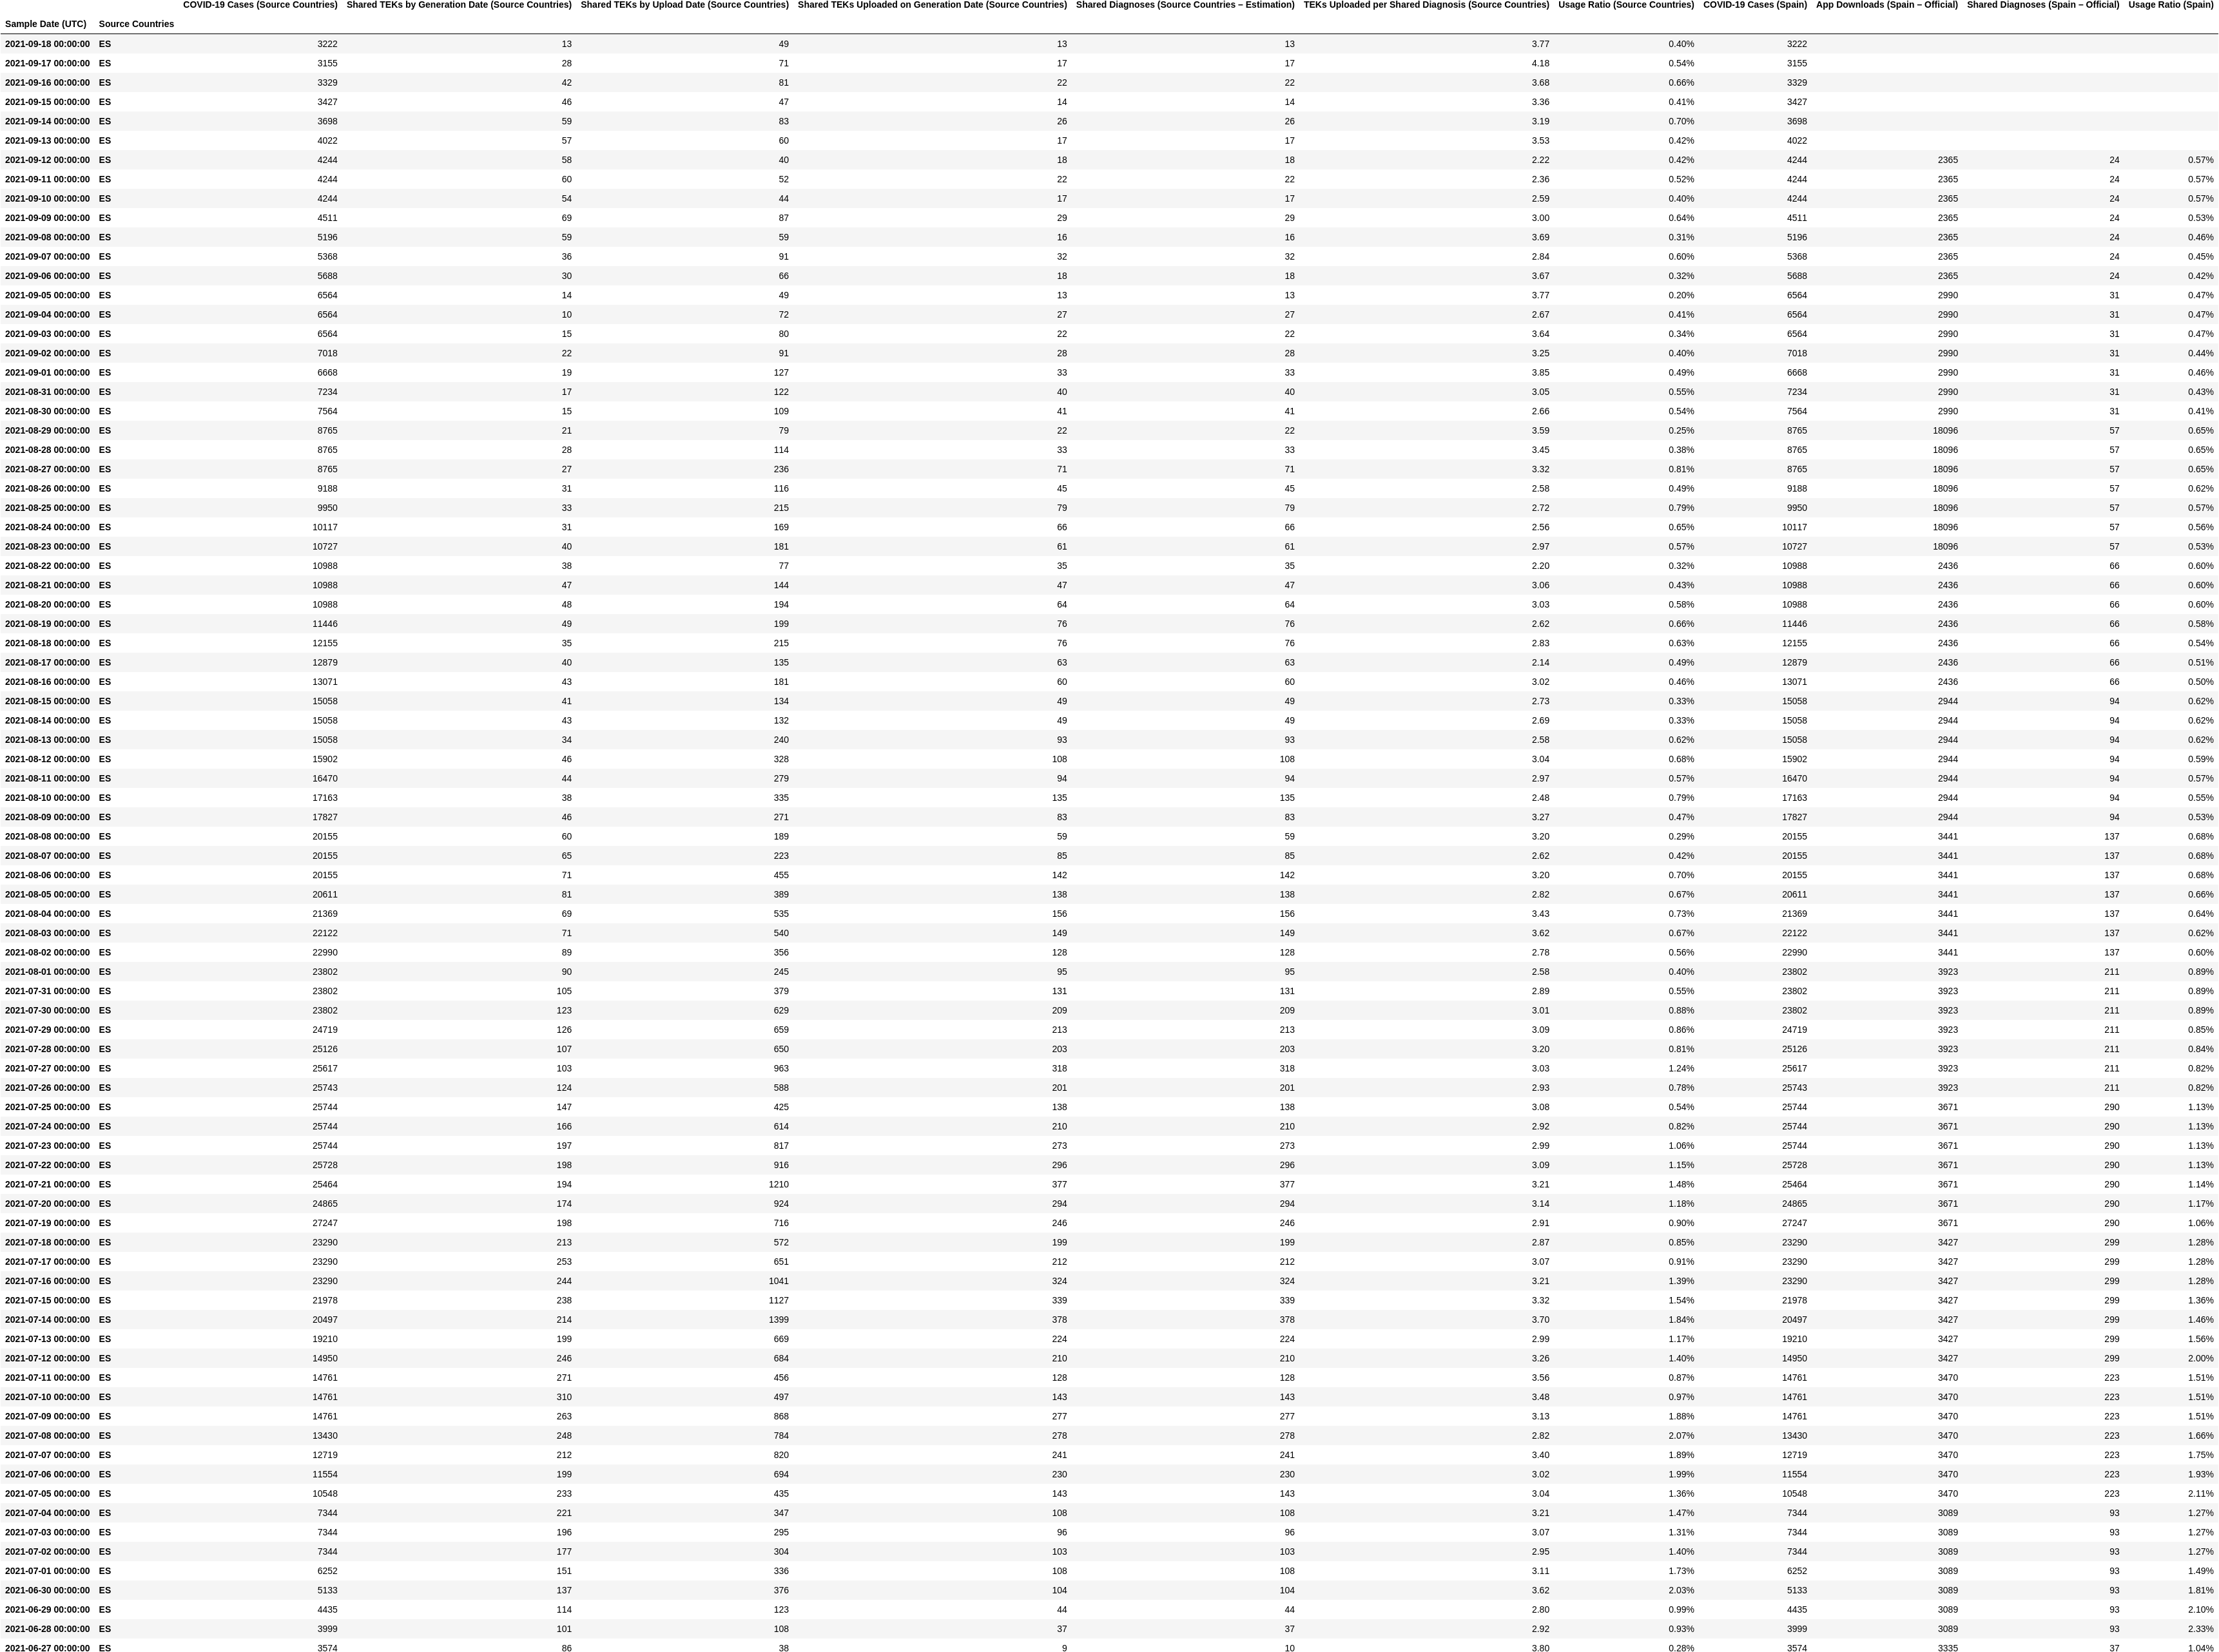 COVID-19 Cases (Source Countries) Shared TEKs by Generation Date (Source Countries) Shared TEKs by Upload Date (Source Countries) Shared TEKs Uploaded on Generation Date (Source Countries) Shared Diagnoses (Source Countries – Estimation) TEKs Uploaded per Shared Diagnosis (Source Countries) Usage Ratio (Source Countries) COVID-19 Cases (Spain) App Downloads (Spain – Official) Shared Diagnoses (Spain – Official) Usage Ratio (Spain)
Sample Date (UTC) Source Countries
2021-09-18 00:00:00 ES 3222 13 49 13 13 3.77 0.40% 3222
2021-09-17 00:00:00 ES 3155 28 71 17 17 4.18 0.54% 3155
2021-09-16 00:00:00 ES 3329 42 81 22 22 3.68 0.66% 3329
2021-09-15 00:00:00 ES 3427 46 47 14 14 3.36 0.41% 3427
2021-09-14 00:00:00 ES 3698 59 83 26 26 3.19 0.70% 3698
2021-09-13 00:00:00 ES 4022 57 60 17 17 3.53 0.42% 4022
2021-09-12 00:00:00 ES 4244 58 40 18 18 2.22 0.42% 4244 2365 24 0.57%
2021-09-11 00:00:00 ES 4244 60 52 22 22 2.36 0.52% 4244 2365 24 0.57%
2021-09-10 00:00:00 ES 4244 54 44 17 17 2.59 0.40% 4244 2365 24 0.57%
2021-09-09 00:00:00 ES 4511 69 87 29 29 3.00 0.64% 4511 2365 24 0.53%
2021-09-08 00:00:00 ES 5196 59 59 16 16 3.69 0.31% 5196 2365 24 0.46%
2021-09-07 00:00:00 ES 5368 36 91 32 32 2.84 0.60% 5368 2365 24 0.45%
2021-09-06 00:00:00 ES 5688 30 66 18 18 3.67 0.32% 5688 2365 24 0.42%
2021-09-05 00:00:00 ES 6564 14 49 13 13 3.77 0.20% 6564 2990 31 0.47%
2021-09-04 00:00:00 ES 6564 10 72 27 27 2.67 0.41% 6564 2990 31 0.47%
2021-09-03 00:00:00 ES 6564 15 80 22 22 3.64 0.34% 6564 2990 31 0.47%
2021-09-02 00:00:00 ES 7018 22 91 28 28 3.25 0.40% 7018 2990 31 0.44%
2021-09-01 00:00:00 ES 6668 19 127 33 33 3.85 0.49% 6668 2990 31 0.46%
2021-08-31 00:00:00 ES 7234 17 122 40 40 3.05 0.55% 7234 2990 31 0.43%
2021-08-30 00:00:00 ES 7564 15 109 41 41 2.66 0.54% 7564 2990 31 0.41%
2021-08-29 00:00:00 ES 8765 21 79 22 22 3.59 0.25% 8765 18096 57 0.65%
2021-08-28 00:00:00 ES 8765 28 114 33 33 3.45 0.38% 8765 18096 57 0.65%
2021-08-27 00:00:00 ES 8765 27 236 71 71 3.32 0.81% 8765 18096 57 0.65%
2021-08-26 00:00:00 ES 9188 31 116 45 45 2.58 0.49% 9188 18096 57 0.62%
2021-08-25 00:00:00 ES 9950 33 215 79 79 2.72 0.79% 9950 18096 57 0.57%
2021-08-24 00:00:00 ES 10117 31 169 66 66 2.56 0.65% 10117 18096 57 0.56%
2021-08-23 00:00:00 ES 10727 40 181 61 61 2.97 0.57% 10727 18096 57 0.53%
2021-08-22 00:00:00 ES 10988 38 77 35 35 2.20 0.32% 10988 2436 66 0.60%
2021-08-21 00:00:00 ES 10988 47 144 47 47 3.06 0.43% 10988 2436 66 0.60%
2021-08-20 00:00:00 ES 10988 48 194 64 64 3.03 0.58% 10988 2436 66 0.60%
2021-08-19 00:00:00 ES 11446 49 199 76 76 2.62 0.66% 11446 2436 66 0.58%
2021-08-18 00:00:00 ES 12155 35 215 76 76 2.83 0.63% 12155 2436 66 0.54%
2021-08-17 00:00:00 ES 12879 40 135 63 63 2.14 0.49% 12879 2436 66 0.51%
2021-08-16 00:00:00 ES 13071 43 181 60 60 3.02 0.46% 13071 2436 66 0.50%
2021-08-15 00:00:00 ES 15058 41 134 49 49 2.73 0.33% 15058 2944 94 0.62%
2021-08-14 00:00:00 ES 15058 43 132 49 49 2.69 0.33% 15058 2944 94 0.62%
2021-08-13 00:00:00 ES 15058 34 240 93 93 2.58 0.62% 15058 2944 94 0.62%
2021-08-12 00:00:00 ES 15902 46 328 108 108 3.04 0.68% 15902 2944 94 0.59%
2021-08-11 00:00:00 ES 16470 44 279 94 94 2.97 0.57% 16470 2944 94 0.57%
2021-08-10 00:00:00 ES 17163 38 335 135 135 2.48 0.79% 17163 2944 94 0.55%
2021-08-09 00:00:00 ES 17827 46 271 83 83 3.27 0.47% 17827 2944 94 0.53%
2021-08-08 00:00:00 ES 20155 60 189 59 59 3.20 0.29% 20155 3441 137 0.68%
2021-08-07 00:00:00 ES 20155 65 223 85 85 2.62 0.42% 20155 3441 137 0.68%
2021-08-06 00:00:00 ES 20155 71 455 142 142 3.20 0.70% 20155 3441 137 0.68%
2021-08-05 00:00:00 ES 20611 81 389 138 138 2.82 0.67% 20611 3441 137 0.66%
2021-08-04 00:00:00 ES 21369 69 535 156 156 3.43 0.73% 21369 3441 137 0.64%
2021-08-03 00:00:00 ES 22122 71 540 149 149 3.62 0.67% 22122 3441 137 0.62%
2021-08-02 00:00:00 ES 22990 89 356 128 128 2.78 0.56% 22990 3441 137 0.60%
2021-08-01 00:00:00 ES 23802 90 245 95 95 2.58 0.40% 23802 3923 211 0.89%
2021-07-31 00:00:00 ES 23802 105 379 131 131 2.89 0.55% 23802 3923 211 0.89%
2021-07-30 00:00:00 ES 23802 123 629 209 209 3.01 0.88% 23802 3923 211 0.89%
2021-07-29 00:00:00 ES 24719 126 659 213 213 3.09 0.86% 24719 3923 211 0.85%
2021-07-28 00:00:00 ES 25126 107 650 203 203 3.20 0.81% 25126 3923 211 0.84%
2021-07-27 00:00:00 ES 25617 103 963 318 318 3.03 1.24% 25617 3923 211 0.82%
2021-07-26 00:00:00 ES 25743 124 588 201 201 2.93 0.78% 25743 3923 211 0.82%
2021-07-25 00:00:00 ES 25744 147 425 138 138 3.08 0.54% 25744 3671 290 1.13%
2021-07-24 00:00:00 ES 25744 166 614 210 210 2.92 0.82% 25744 3671 290 1.13%
2021-07-23 00:00:00 ES 25744 197 817 273 273 2.99 1.06% 25744 3671 290 1.13%
2021-07-22 00:00:00 ES 25728 198 916 296 296 3.09 1.15% 25728 3671 290 1.13%
2021-07-21 00:00:00 ES 25464 194 1210 377 377 3.21 1.48% 25464 3671 290 1.14%
2021-07-20 00:00:00 ES 24865 174 924 294 294 3.14 1.18% 24865 3671 290 1.17%
2021-07-19 00:00:00 ES 27247 198 716 246 246 2.91 0.90% 27247 3671 290 1.06%
2021-07-18 00:00:00 ES 23290 213 572 199 199 2.87 0.85% 23290 3427 299 1.28%
2021-07-17 00:00:00 ES 23290 253 651 212 212 3.07 0.91% 23290 3427 299 1.28%
2021-07-16 00:00:00 ES 23290 244 1041 324 324 3.21 1.39% 23290 3427 299 1.28%
2021-07-15 00:00:00 ES 21978 238 1127 339 339 3.32 1.54% 21978 3427 299 1.36%
2021-07-14 00:00:00 ES 20497 214 1399 378 378 3.70 1.84% 20497 3427 299 1.46%
2021-07-13 00:00:00 ES 19210 199 669 224 224 2.99 1.17% 19210 3427 299 1.56%
2021-07-12 00:00:00 ES 14950 246 684 210 210 3.26 1.40% 14950 3427 299 2.00%
2021-07-11 00:00:00 ES 14761 271 456 128 128 3.56 0.87% 14761 3470 223 1.51%
2021-07-10 00:00:00 ES 14761 310 497 143 143 3.48 0.97% 14761 3470 223 1.51%
2021-07-09 00:00:00 ES 14761 263 868 277 277 3.13 1.88% 14761 3470 223 1.51%
2021-07-08 00:00:00 ES 13430 248 784 278 278 2.82 2.07% 13430 3470 223 1.66%
2021-07-07 00:00:00 ES 12719 212 820 241 241 3.40 1.89% 12719 3470 223 1.75%
2021-07-06 00:00:00 ES 11554 199 694 230 230 3.02 1.99% 11554 3470 223 1.93%
2021-07-05 00:00:00 ES 10548 233 435 143 143 3.04 1.36% 10548 3470 223 2.11%
2021-07-04 00:00:00 ES 7344 221 347 108 108 3.21 1.47% 7344 3089 93 1.27%
2021-07-03 00:00:00 ES 7344 196 295 96 96 3.07 1.31% 7344 3089 93 1.27%
2021-07-02 00:00:00 ES 7344 177 304 103 103 2.95 1.40% 7344 3089 93 1.27%
2021-07-01 00:00:00 ES 6252 151 336 108 108 3.11 1.73% 6252 3089 93 1.49%
2021-06-30 00:00:00 ES 5133 137 376 104 104 3.62 2.03% 5133 3089 93 1.81%
2021-06-29 00:00:00 ES 4435 114 123 44 44 2.80 0.99% 4435 3089 93 2.10%
2021-06-28 00:00:00 ES 3999 101 108 37 37 2.92 0.93% 3999 3089 93 2.33%
2021-06-27 00:00:00 ES 3574 86 38 9 10 3.80 0.28% 3574 3335 37 1.04%